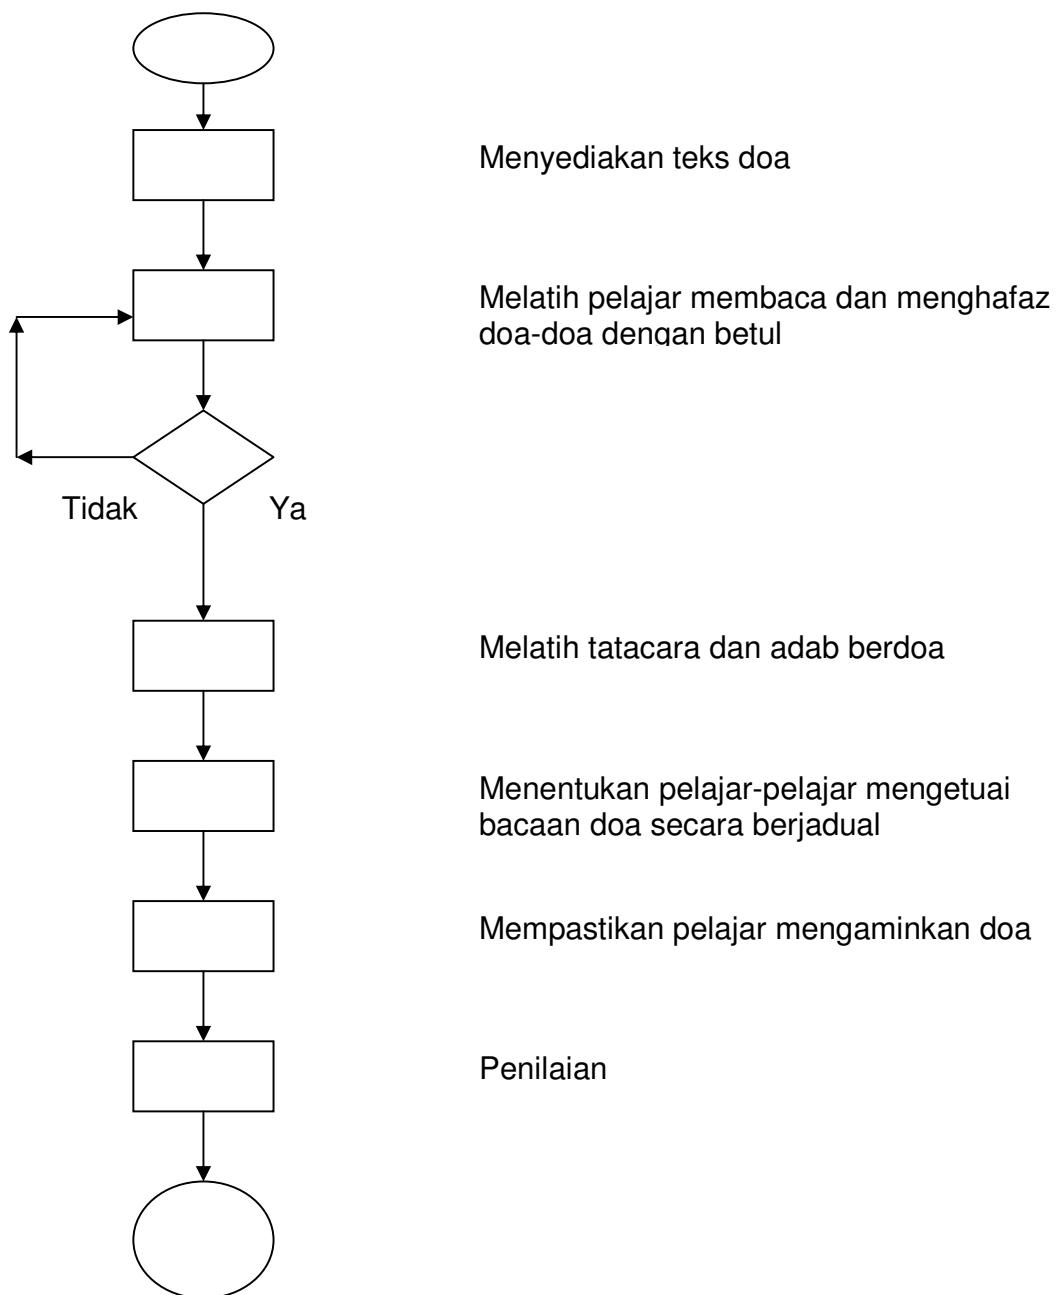 Menyediakan teks doa
Melatih pelajar membaca dan menghafaz
doa-doa dengan betul
Tidak
Ya
Melatih tatacara dan adab berdoa
Menentukan pelajar-pelajar mengetuai
bacaan doa secara berjadual
Mempastikan pelajar mengaminkan doa
Penilaian